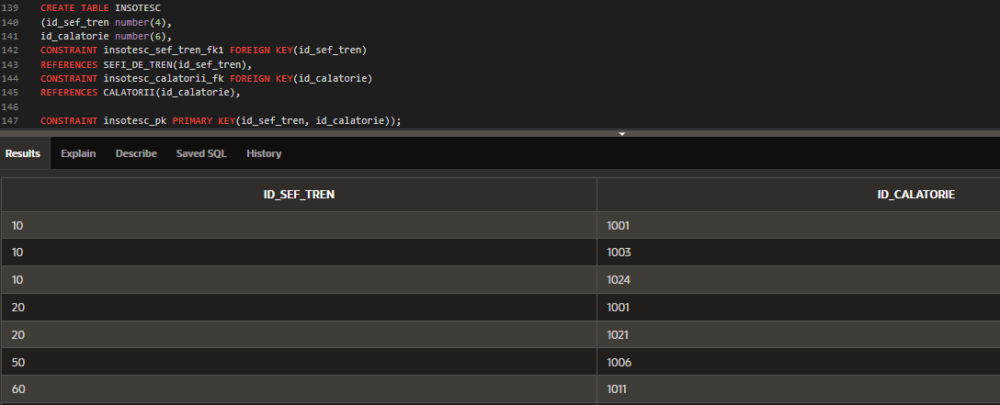 139 CREATE TABLE INSOTESC
140 (id_sef_tren number(4),
141 id_calatorie number(6),
142 CONSTRAINT insotesc_sef_tren_fk1 FOREIGN KEY(id_sef_tren)
143 REFERENCES SEFI_DE_TREN(id_sef_tren),
144 CONSTRAINT insotesc_calatorii_fk FOREIGN KEY(id_calatorie)
145 REFERENCES CALATORII(id_calatorie),
146
147 CONSTRAINT insotesc_pk PRIMARY KEY(id_sef_tren, id_calatorie));
Results Explain Describe Saved SQL History
ID_SEF_TREN ID_CALATORIE
10 1001
10 1003
10 1024
20 1001
20 1021
50 1006
60 1011